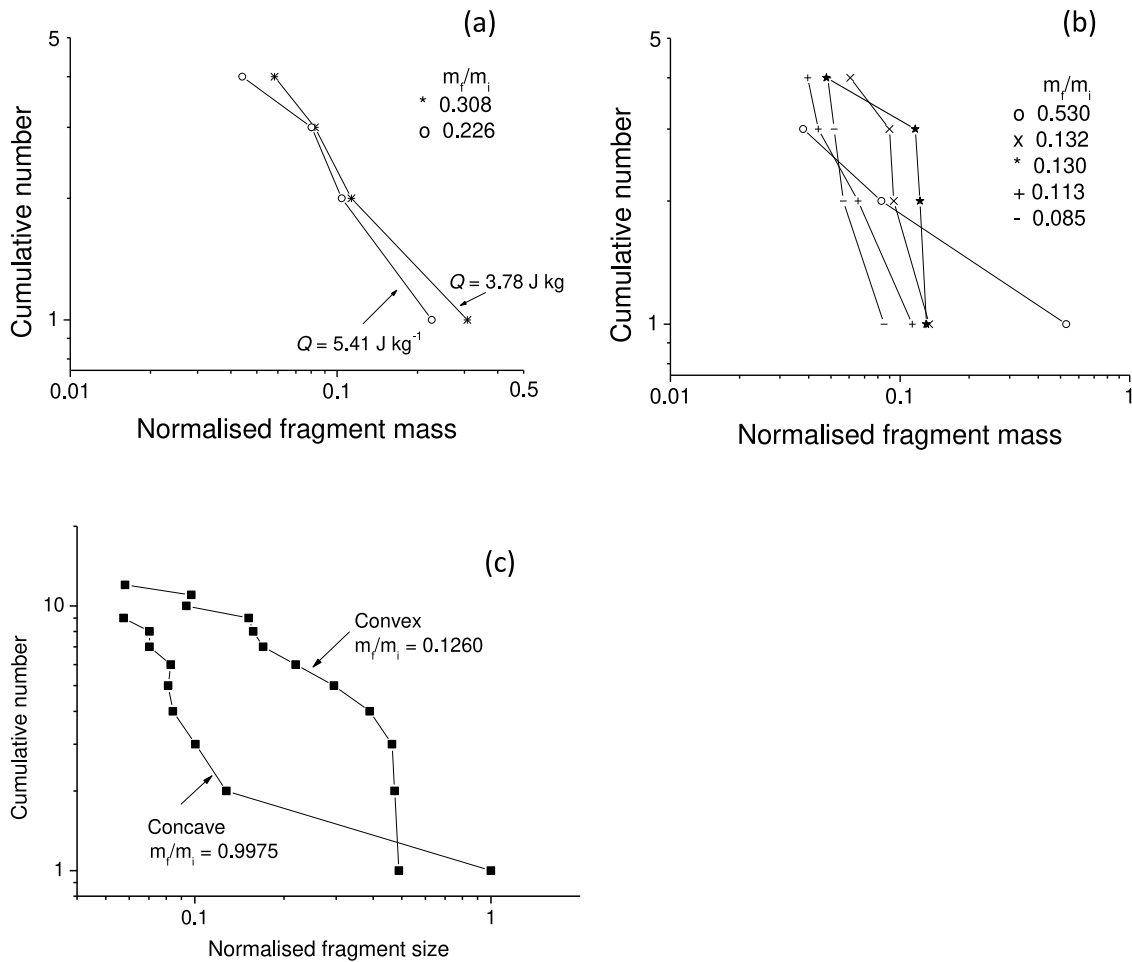 (a)
5
1
Cumulative number
m_f/m_i
* 0.308
o 0.226
Q = 3.78 J kg
Q = 5.41 J kg⁻¹
0.01
0.1
0.5
Normalised fragment mass
(b)
5
1
Cumulative number
m_f/m_i
o 0.530
x 0.132
* 0.130
+ 0.113
- 0.085
0.01
0.1
1
Normalised fragment mass
(c)
10
1
Cumulative number
Convex
m_f/m_i = 0.1260
Concave
m_f/m_i = 0.9975
0.1
1
Normalised fragment size